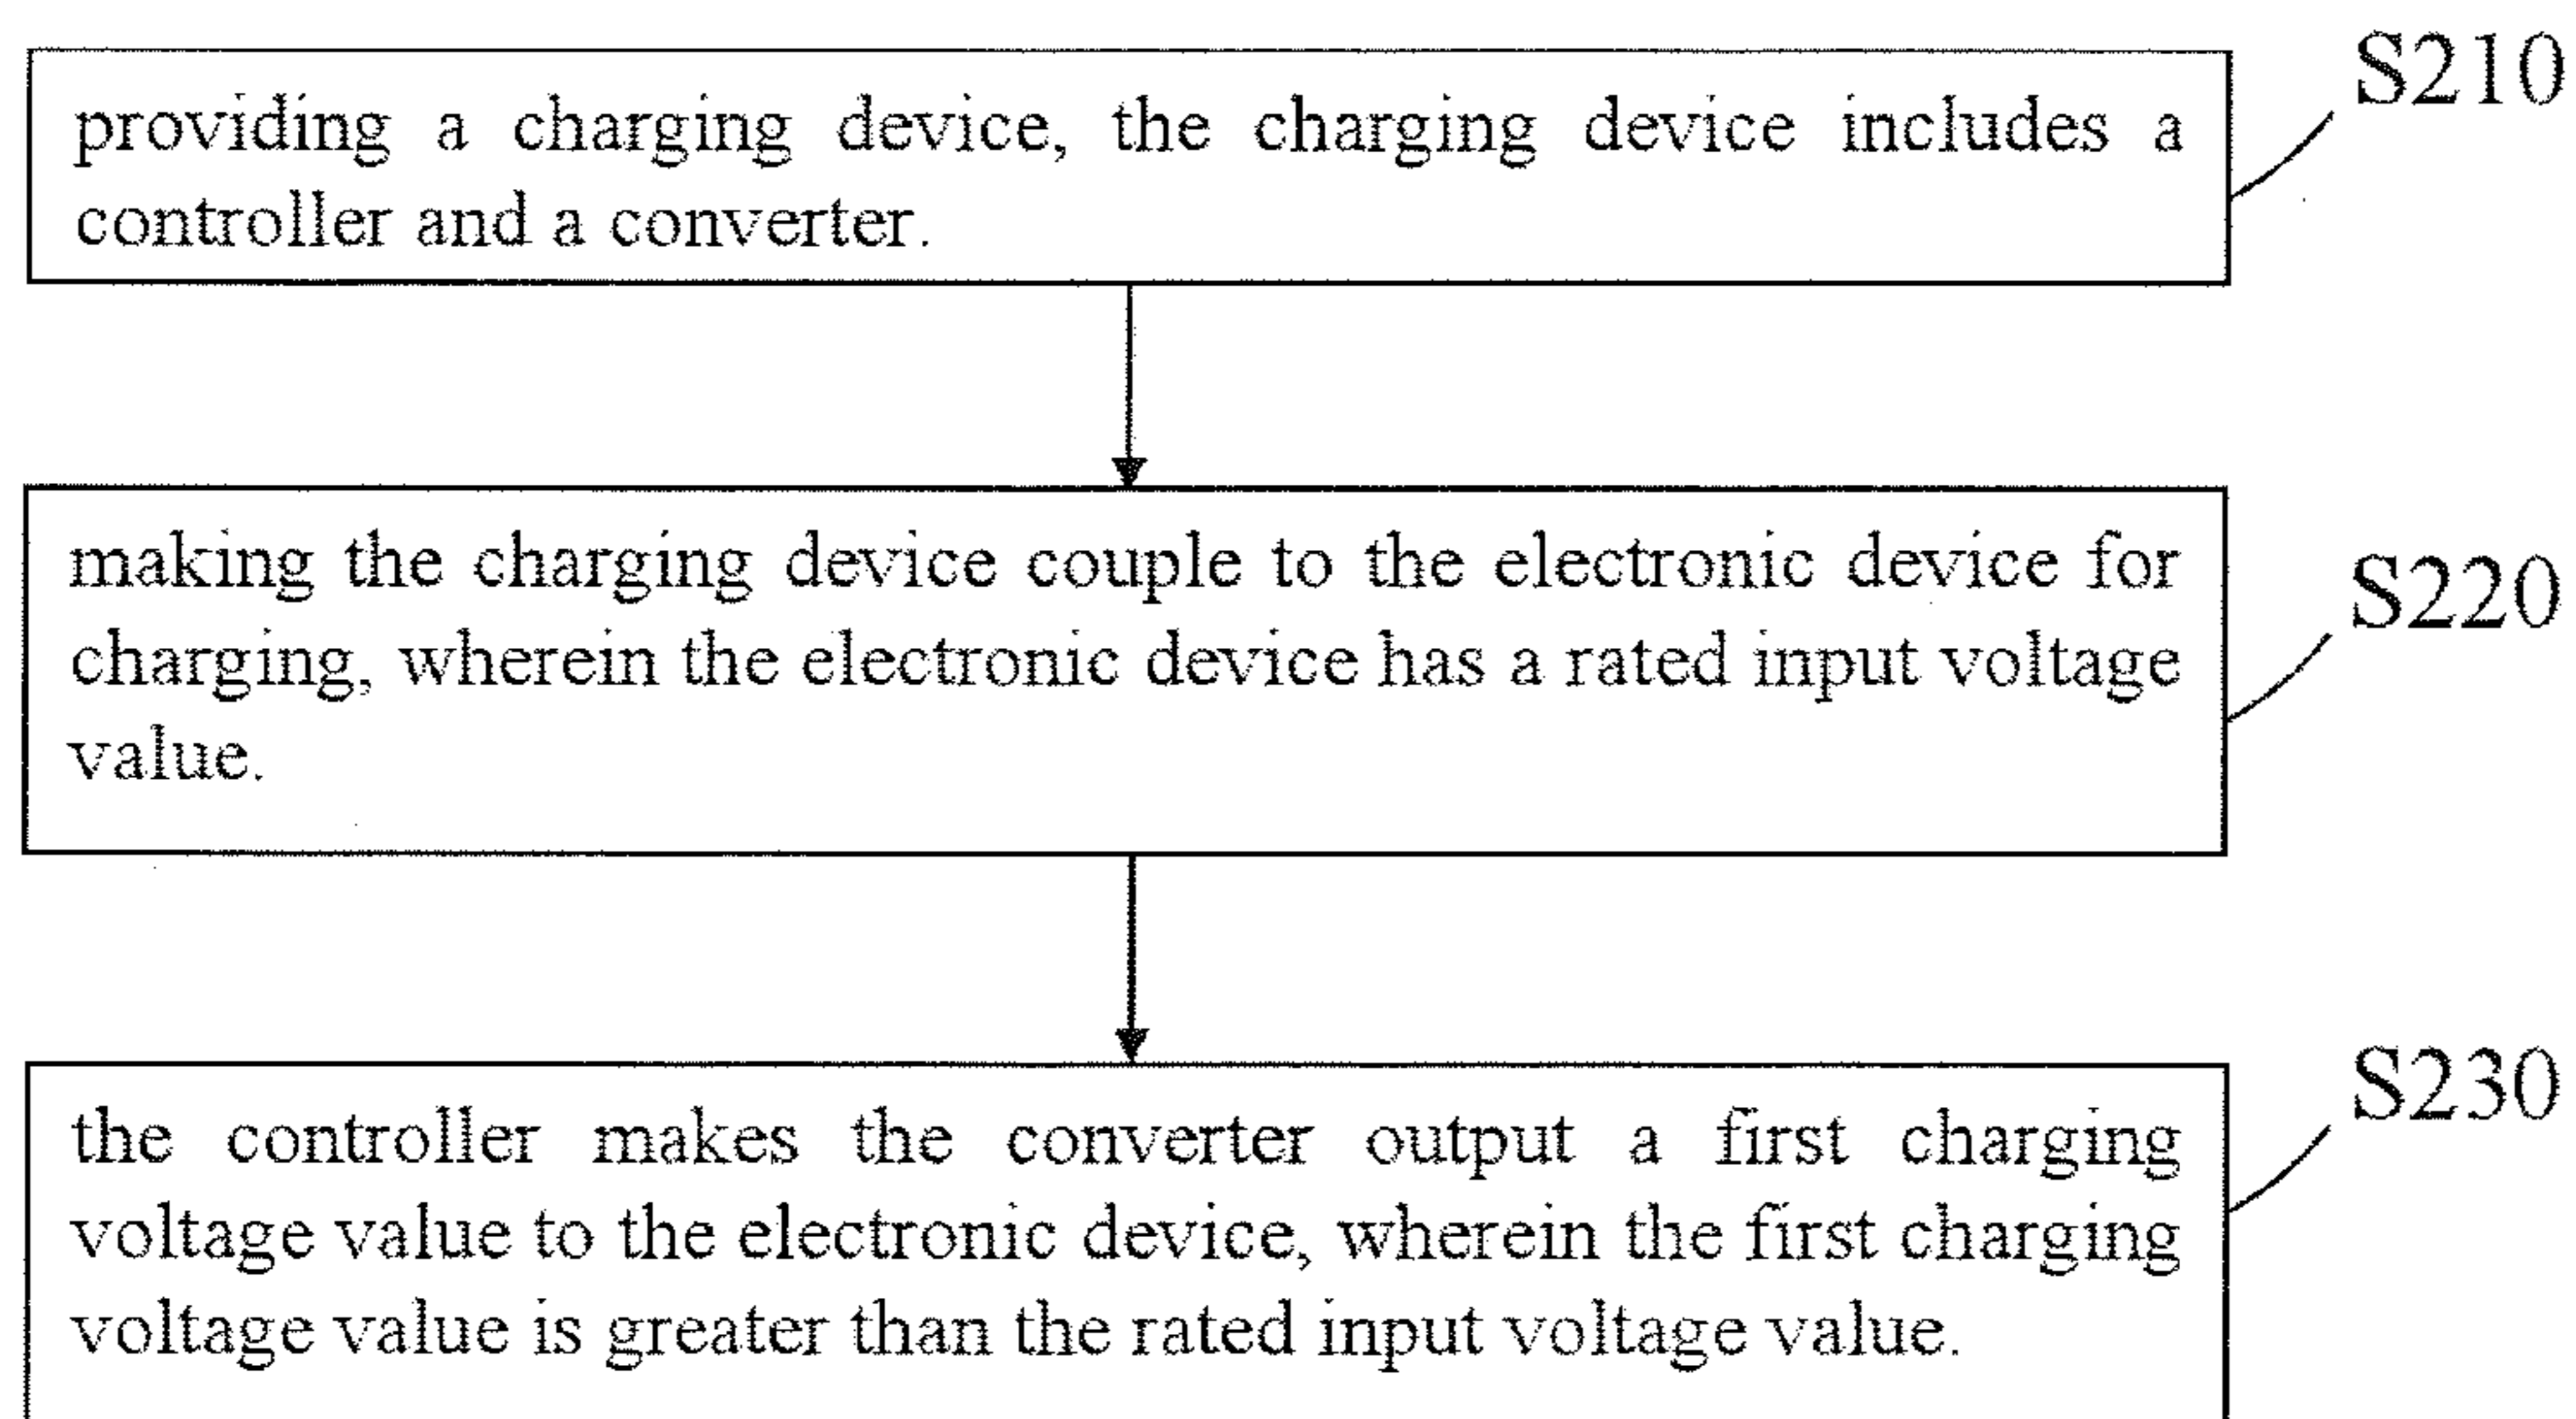 S210
providing a charging device, the charging device includes a
controller and a converter.
S220
making the charging device couple to the electronic device for
charging, wherein the electronic device has a rated input voltage
value.
S230
the controller makes the converter output a first charging
voltage value to the electronic device, wherein the first charging
voltage value is greater than the rated input voltage value.